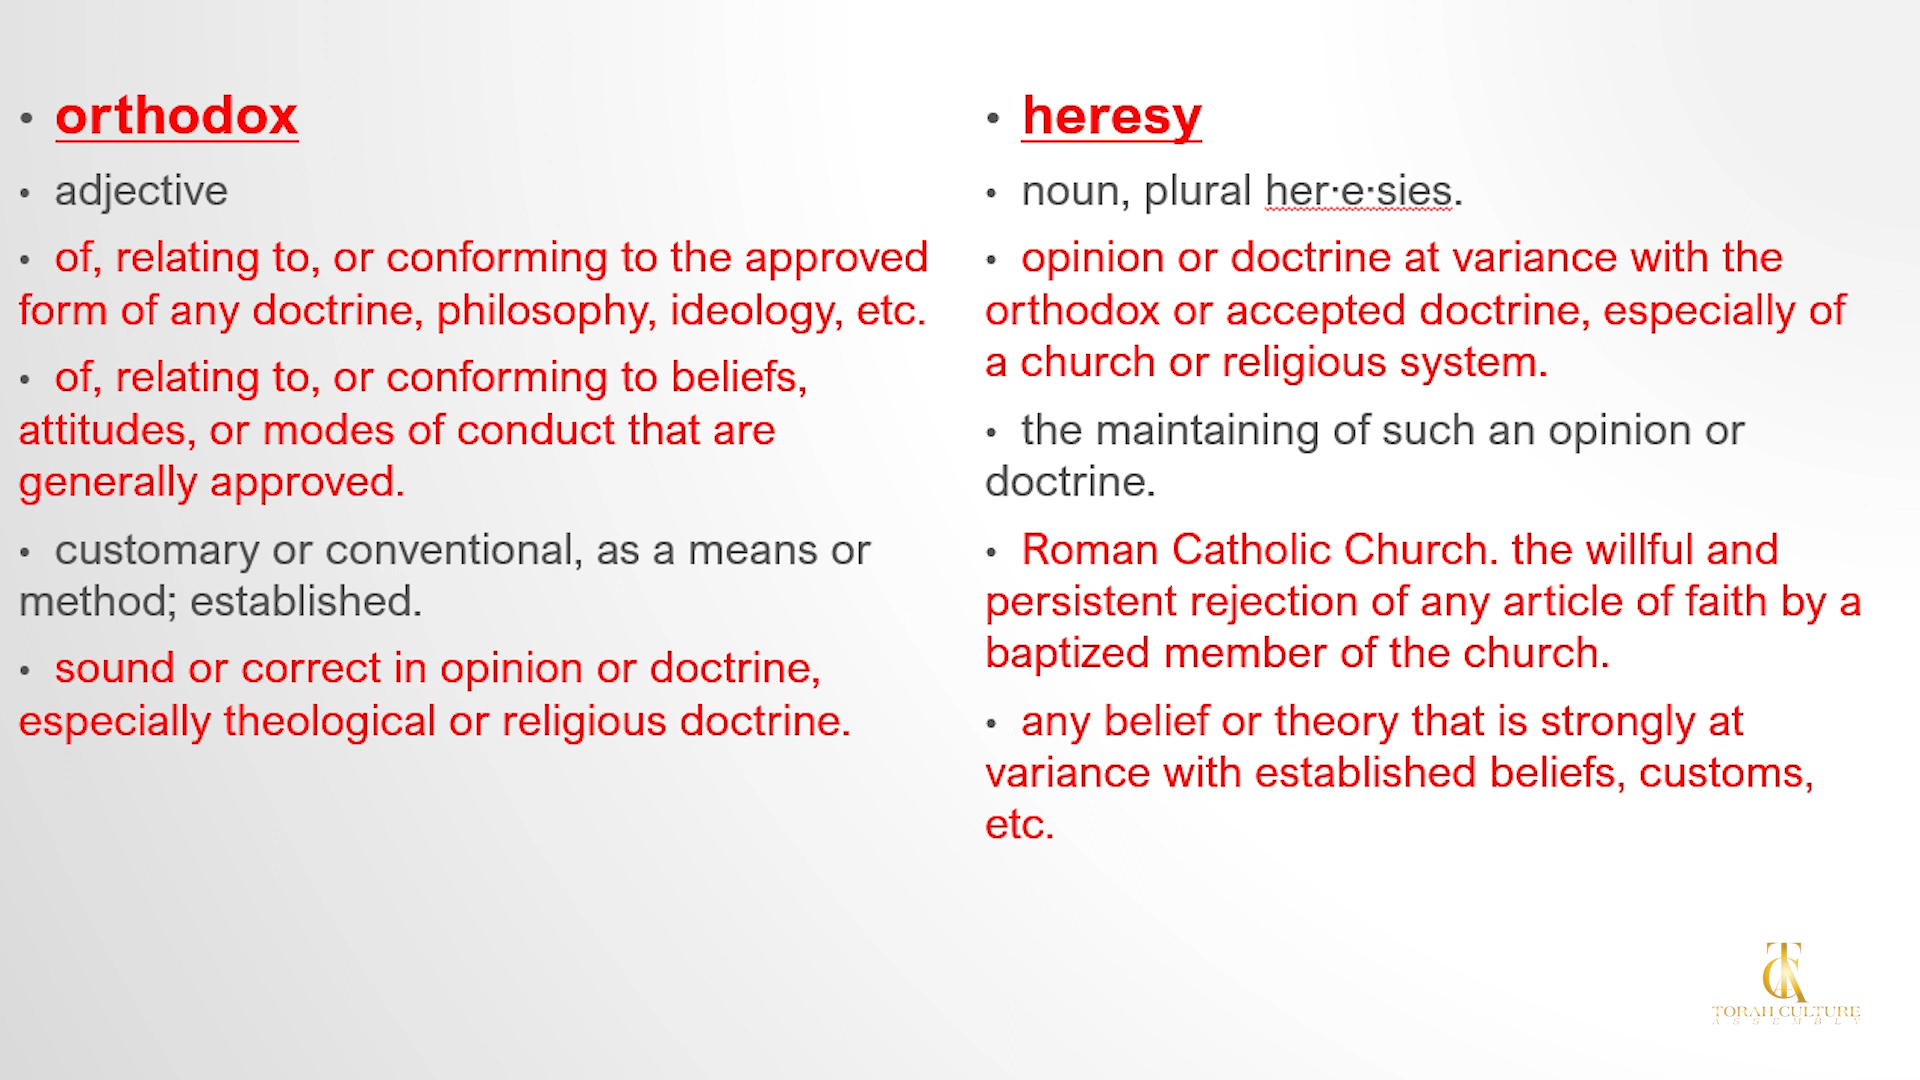 • orthodox
• adjective
• of, relating to, or conforming to the approved
form of any doctrine, philosophy, ideology, etc.
• of, relating to, or conforming to beliefs,
attitudes, or modes of conduct that are
generally approved.
• customary or conventional, as a means or
method; established.
• sound or correct in opinion or doctrine,
especially theological or religious doctrine.
• heresy
• noun, plural her·e·sies.
• opinion or doctrine at variance with the
orthodox or accepted doctrine, especially of
a church or religious system.
• the maintaining of such an opinion or
doctrine.
• Roman Catholic Church. the willful and
persistent rejection of any article of faith by a
baptized member of the church.
• any belief or theory that is strongly at
variance with established beliefs, customs,
etc.
TCA
TORAH CULTURE
ASSEMBLY